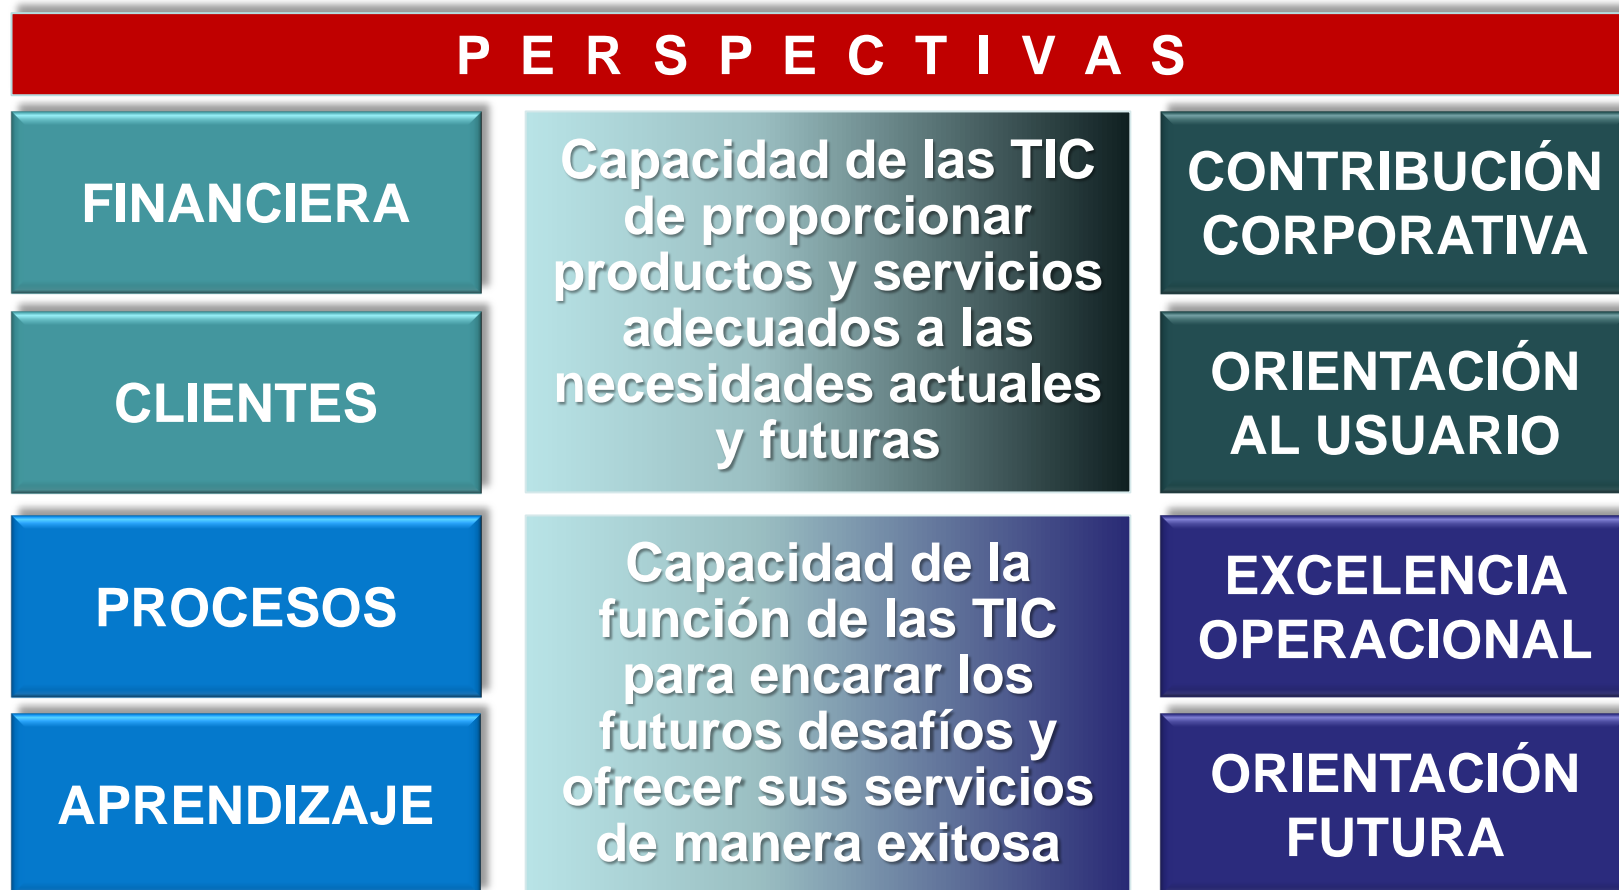 PERSPECTIVAS
FINANCIERA
Capacidad de las TIC
de proporcionar
productos y servicios
adecuados a las
necesidades actuales
y futuras
CONTRIBUCIÓN
CORPORATIVA
CLIENTES
ORIENTACIÓN
AL USUARIO
PROCESOS
Capacidad de la
función de las TIC
para encarar los
futuros desafíos y
ofrecer sus servicios
de manera exitosa
EXCELENCIA
OPERACIONAL
APRENDIZAJE
ORIENTACIÓN
FUTURA